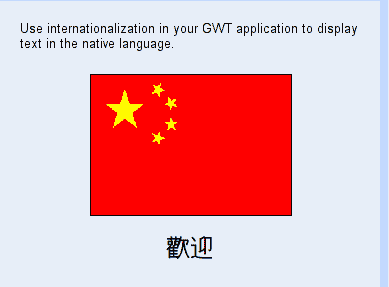 Use internationalization in your GWT application to display
text in the native language.
歡迎